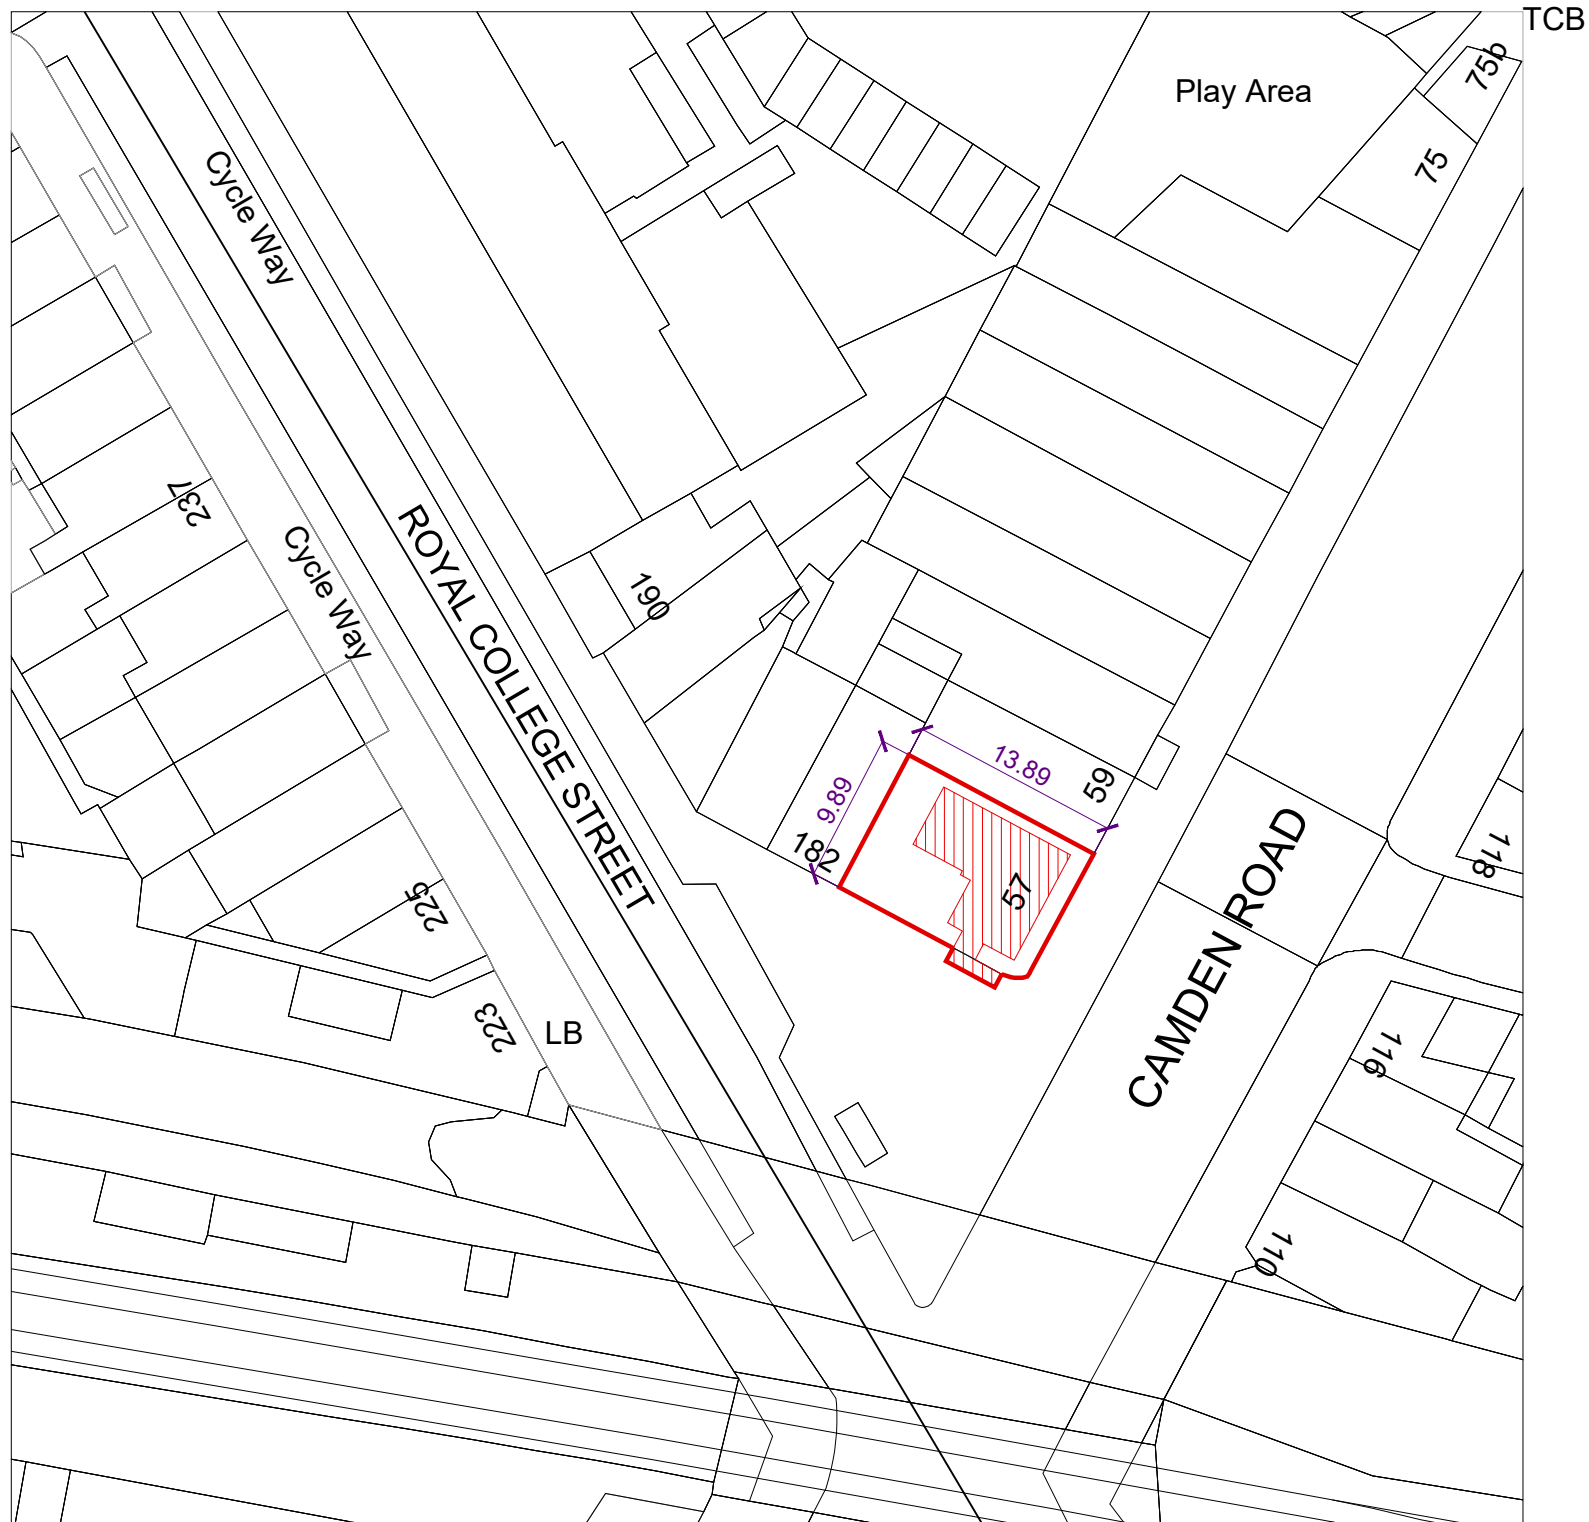 TCB
75b
Play Area
75
Cycle Way
237
Cycle Way
ROYAL COLLEGE STREET
190
13.89
59
9.89
182
57
118
CAMDEN ROAD
225
223
LB
116
110